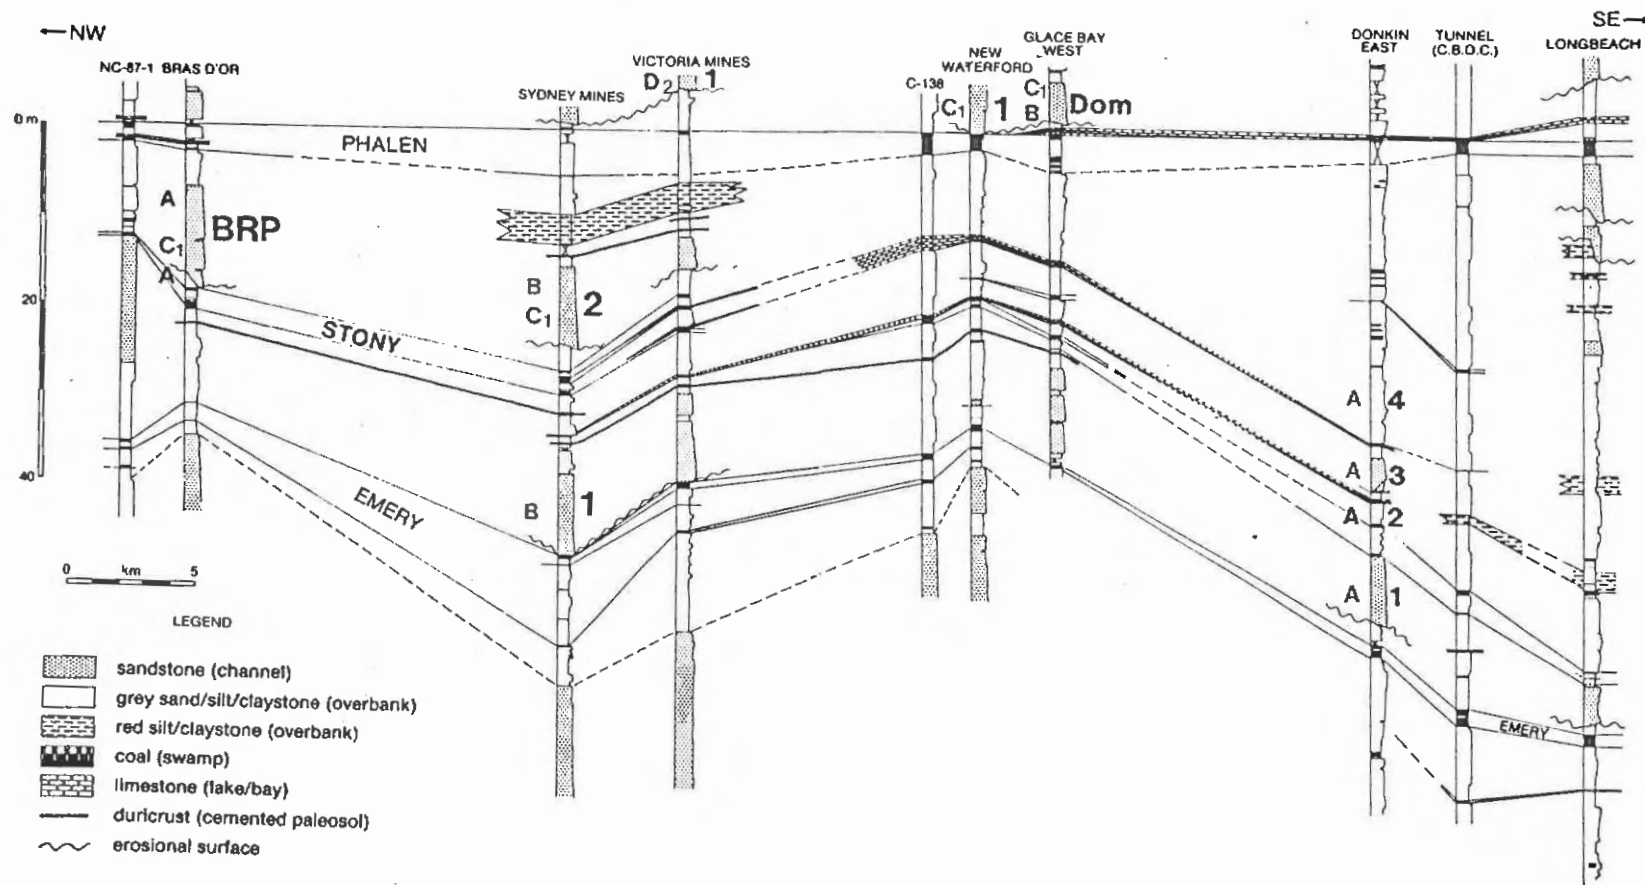 ←NW
SE→
NC-87-1
BRAS D'OR
SYDNEY MINES
VICTORIA MINES
C-138
NEW
WATERFORD
GLACE BAY
WEST
DONKIN
EAST
TUNNEL
(C.B.D.C.)
LONGBEACH
D2 1
C1 1
C1
B
Dom
0 m
20
40
PHALEN
A
C1
A
BRP
B
C1
2
STONY
B 1
EMERY
A 4
A 3
A 2
A 1
EMERY
0 km 5
LEGEND
sandstone (channel)
grey sand/silt/claystone (overbank)
red silt/claystone (overbank)
coal (swamp)
limestone (lake/bay)
duricrust (cemented paleosol)
erosional surface